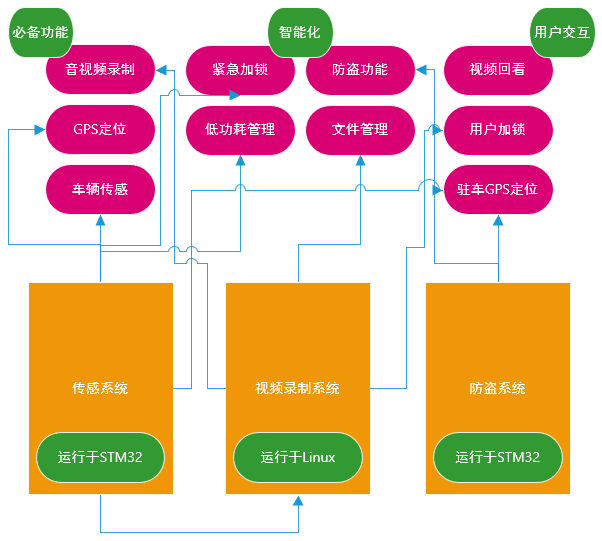 必备功能
智能化
用户交互
音视频录制
紧急加锁
防盗功能
视频回看
GPS定位
低功耗管理
文件管理
用户加锁
车辆传感
驻车GPS定位
传感系统
视频录制系统
防盗系统
运行于STM32
运行于Linux
运行于STM32